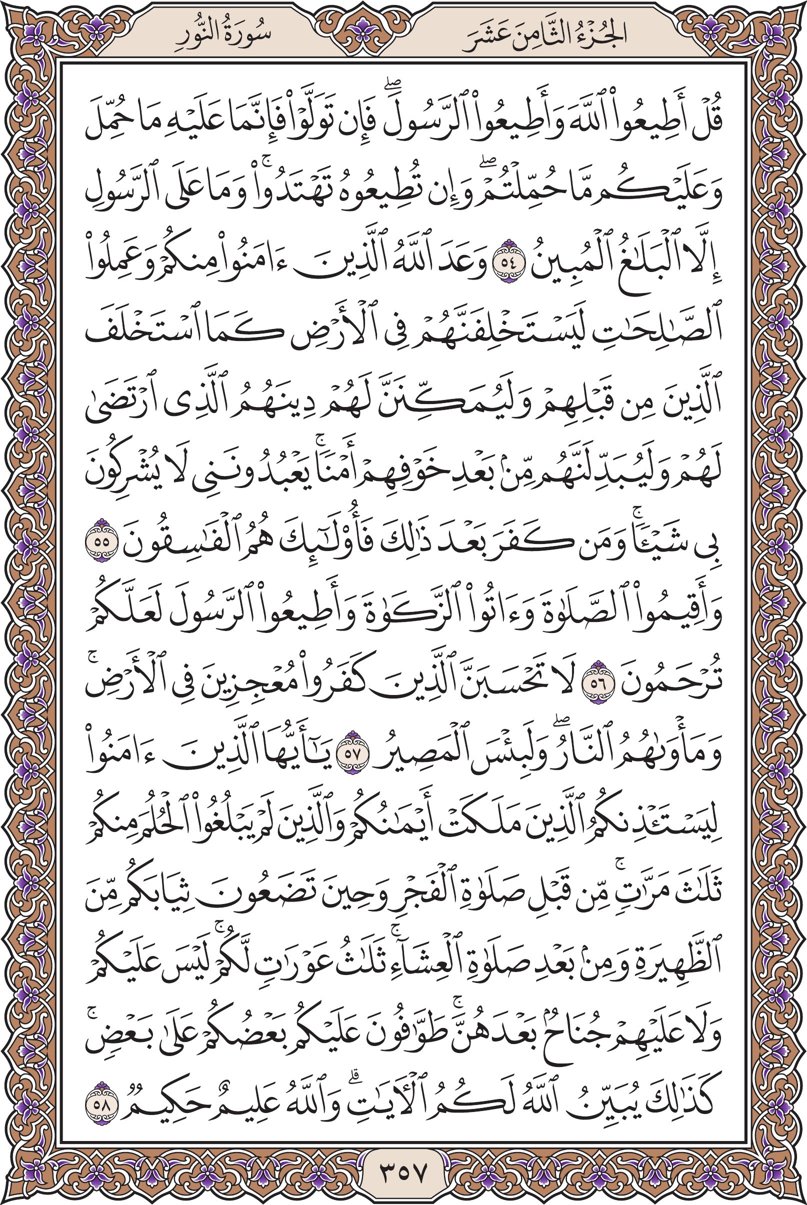 الجُزْءُ الثَّامِنَ عَشَرَ
سُورَةُ النُّورِ
قُلْ أَطِيعُوا۟ ٱللَّهَ وَأَطِيعُوا۟ ٱلرَّسُولَۖ فَإِن تَوَلَّوْا۟ فَإِنَّمَا عَلَيْهِ مَا حُمِّلَ
وَعَلَيْكُم مَّا حُمِّلْتُمْۖ وَإِن تُطِيعُوهُ تَهْتَدُوا۟ۚ وَمَا عَلَى ٱلرَّسُولِ
إِلَّا ٱلْبَلَٰغُ ٱلْمُبِينُ ٥٤ وَعَدَ ٱللَّهُ ٱلَّذِينَ ءَامَنُوا۟ مِنكُمْ وَعَمِلُوا۟
ٱلصَّٰلِحَٰتِ لَيَسْتَخْلِفَنَّهُمْ فِى ٱلْأَرْضِ كَمَا ٱسْتَخْلَفَ
ٱلَّذِينَ مِن قَبْلِهِمْ وَلَيُمَكِّنَنَّ لَهُمْ دِينَهُمُ ٱلَّذِى ٱرْتَضَىٰ
لَهُمْ وَلَيُبَدِّلَنَّهُم مِّنۢ بَعْدِ خَوْفِهِمْ أَمْنًاۚ يَعْبُدُونَنِى لَا يُشْرِكُونَ
بِى شَيْـًٔاۚ وَمَن كَفَرَ بَعْدَ ذَٰلِكَ فَأُو۟لَٰٓئِكَ هُمُ ٱلْفَٰسِقُونَ ٥٥
وَأَقِيمُوا۟ ٱلصَّلَوٰةَ وَءَاتُوا۟ ٱلزَّكَوٰةَ وَأَطِيعُوا۟ ٱلرَّسُولَ لَعَلَّكُمْ
تُرْحَمُونَ ٥٦ لَا تَحْسَبَنَّ ٱلَّذِينَ كَفَرُوا۟ مُعْجِزِينَ فِى ٱلْأَرْضِۚ
وَمَأْوَىٰهُمُ ٱلنَّارُۖ وَلَبِئْسَ ٱلْمَصِيرُ ٥٧ يَٰٓأَيُّهَا ٱلَّذِينَ ءَامَنُوا۟
لِيَسْتَـْٔذِنكُمُ ٱلَّذِينَ مَلَكَتْ أَيْمَٰنُكُمْ وَٱلَّذِينَ لَمْ يَبْلُغُوا۟ ٱلْحُلُمَ مِنكُمْ
ثَلَٰثَ مَرَّٰتٍۚ مِّن قَبْلِ صَلَوٰةِ ٱلْفَجْرِ وَحِينَ تَضَعُونَ ثِيَابَكُم مِّنَ
ٱلظَّهِيرَةِ وَمِنۢ بَعْدِ صَلَوٰةِ ٱلْعِشَآءِۚ ثَلَٰثُ عَوْرَٰتٍ لَّكُمْۚ لَيْسَ عَلَيْكُمْ
وَلَا عَلَيْهِمْ جُنَاحٌۢ بَعْدَهُنَّۚ طَوَّٰفُونَ عَلَيْكُم بَعْضُكُمْ عَلَىٰ بَعْضٍۚ
كَذَٰلِكَ يُبَيِّنُ ٱللَّهُ لَكُمُ ٱلْـَٔايَٰتِۗ وَٱللَّهُ عَلِيمٌ حَكِيمٌ ٥٨
٣٥٧